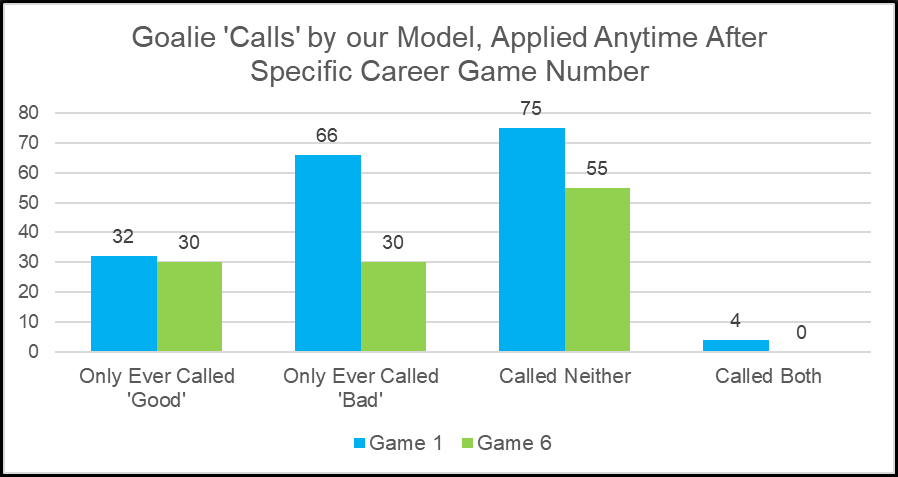 Goalie 'Calls' by our Model, Applied Anytime After
Specific Career Game Number
80
70
60
50
40
30
20
10
0
32
30
66
30
75
55
4
0
Only Ever Called
'Good'
Only Ever Called
'Bad'
Called Neither
Called Both
Game 1
Game 6